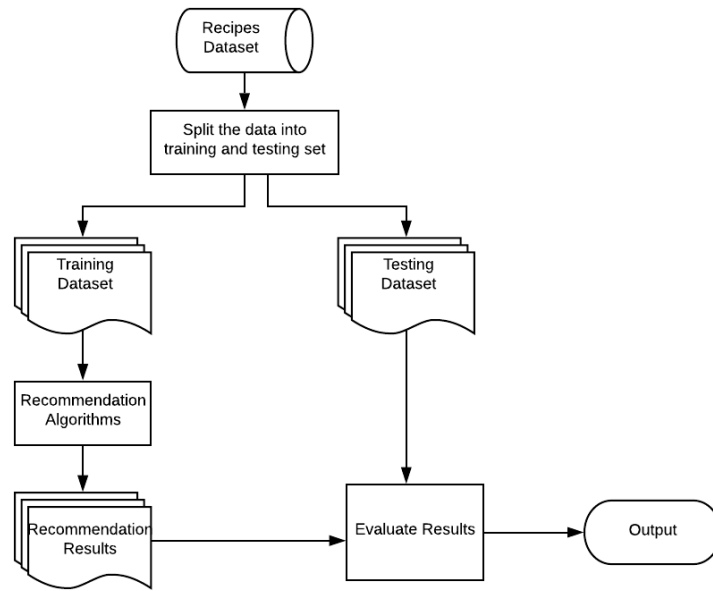 Recipes
Dataset
Split the data into
training and testing set
Training
Dataset
Testing
Dataset
Recommendation
Algorithms
Recommendation
Results
Evaluate Results
Output